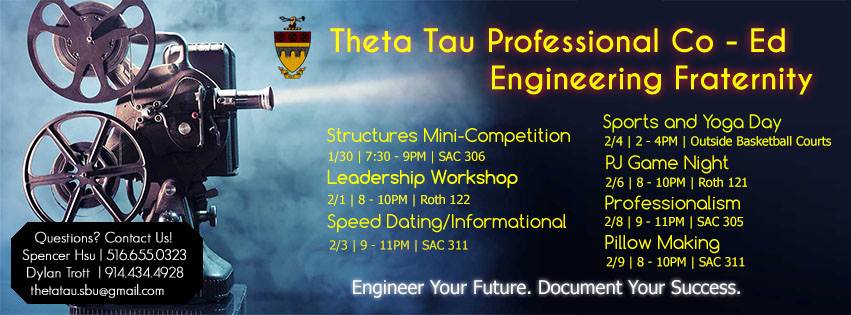 Theta Tau Professional Co - Ed
Engineering Fraternity
Structures Mini-Competition
1/30 | 7:30 - 9PM | SAC 306
Leadership Workshop
2/1 | 8 - 10PM | Roth 122
Speed Dating/Informational
2/3 | 9 - 11PM | SAC 311
Sports and Yoga Day
2/4 | 2 - 4PM | Outside Basketball Courts
PJ Game Night
2/6 | 8 - 10PM | Roth 121
Professionalism
2/8 | 9 - 11PM | SAC 305
Pillow Making
2/9 | 8 - 10PM | SAC 311
Questions? Contact Us!
Spencer Hsu | 516.655.0323
Dylan Trott | 914.434.4928
thetatau.sbu@gmail.com
Engineer Your Future. Document Your Success.